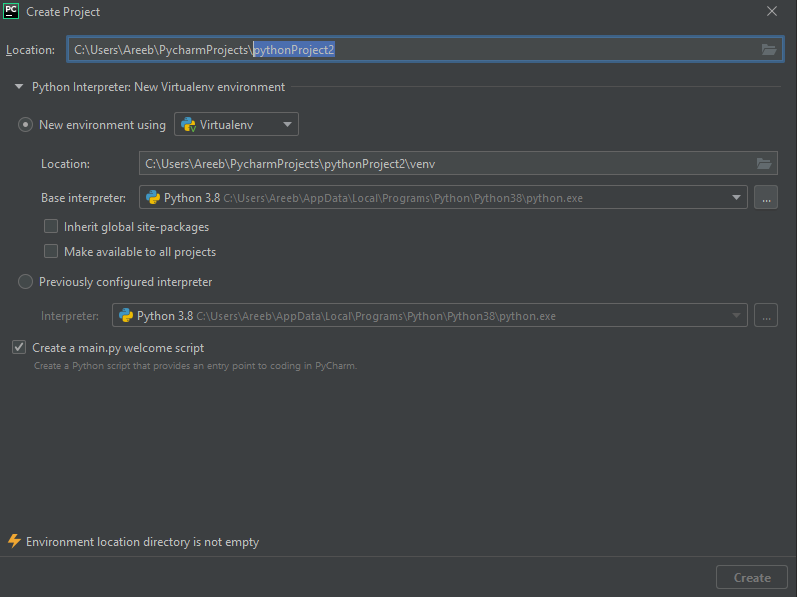 PC Create Project
Location: C:\Users\Areeb\PycharmProjects\pythonProject2
Python Interpreter: New Virtualenv environment
New environment using Virtualenv
Location: C:\Users\Areeb\PycharmProjects\pythonProject2\venv
Base interpreter: Python 3.8 C:\Users\Areeb\AppData\Local\Programs\Python\Python38\python.exe ...
Inherit global site-packages
Make available to all projects
Previously configured interpreter
Interpreter: Python 3.8 C:\Users\Areeb\AppData\Local\Programs\Python\Python38\python.exe ...
Create a main.py welcome script
Create a Python script that provides an entry point to coding in PyCharm.
Environment location directory is not empty
Create